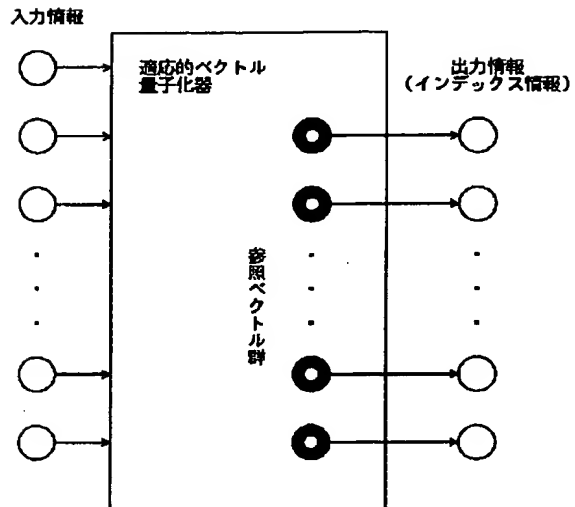 入力情報
適応的ベクトル
量子化器
出力情報
(インデックス情報)
参照ベクトル群